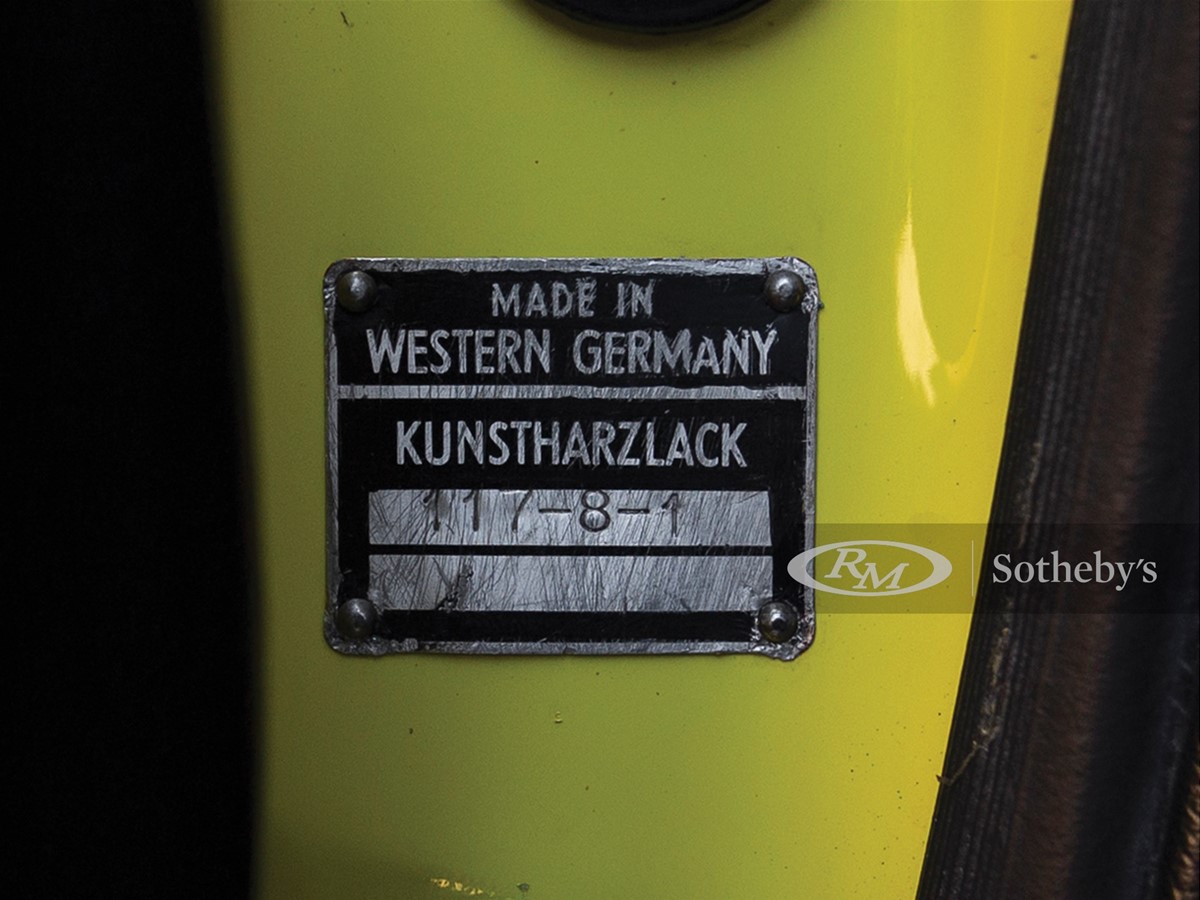 MADE IN
WESTERN GERMANY
KUNSTHARZLACK
117-8-1
RM Sotheby's